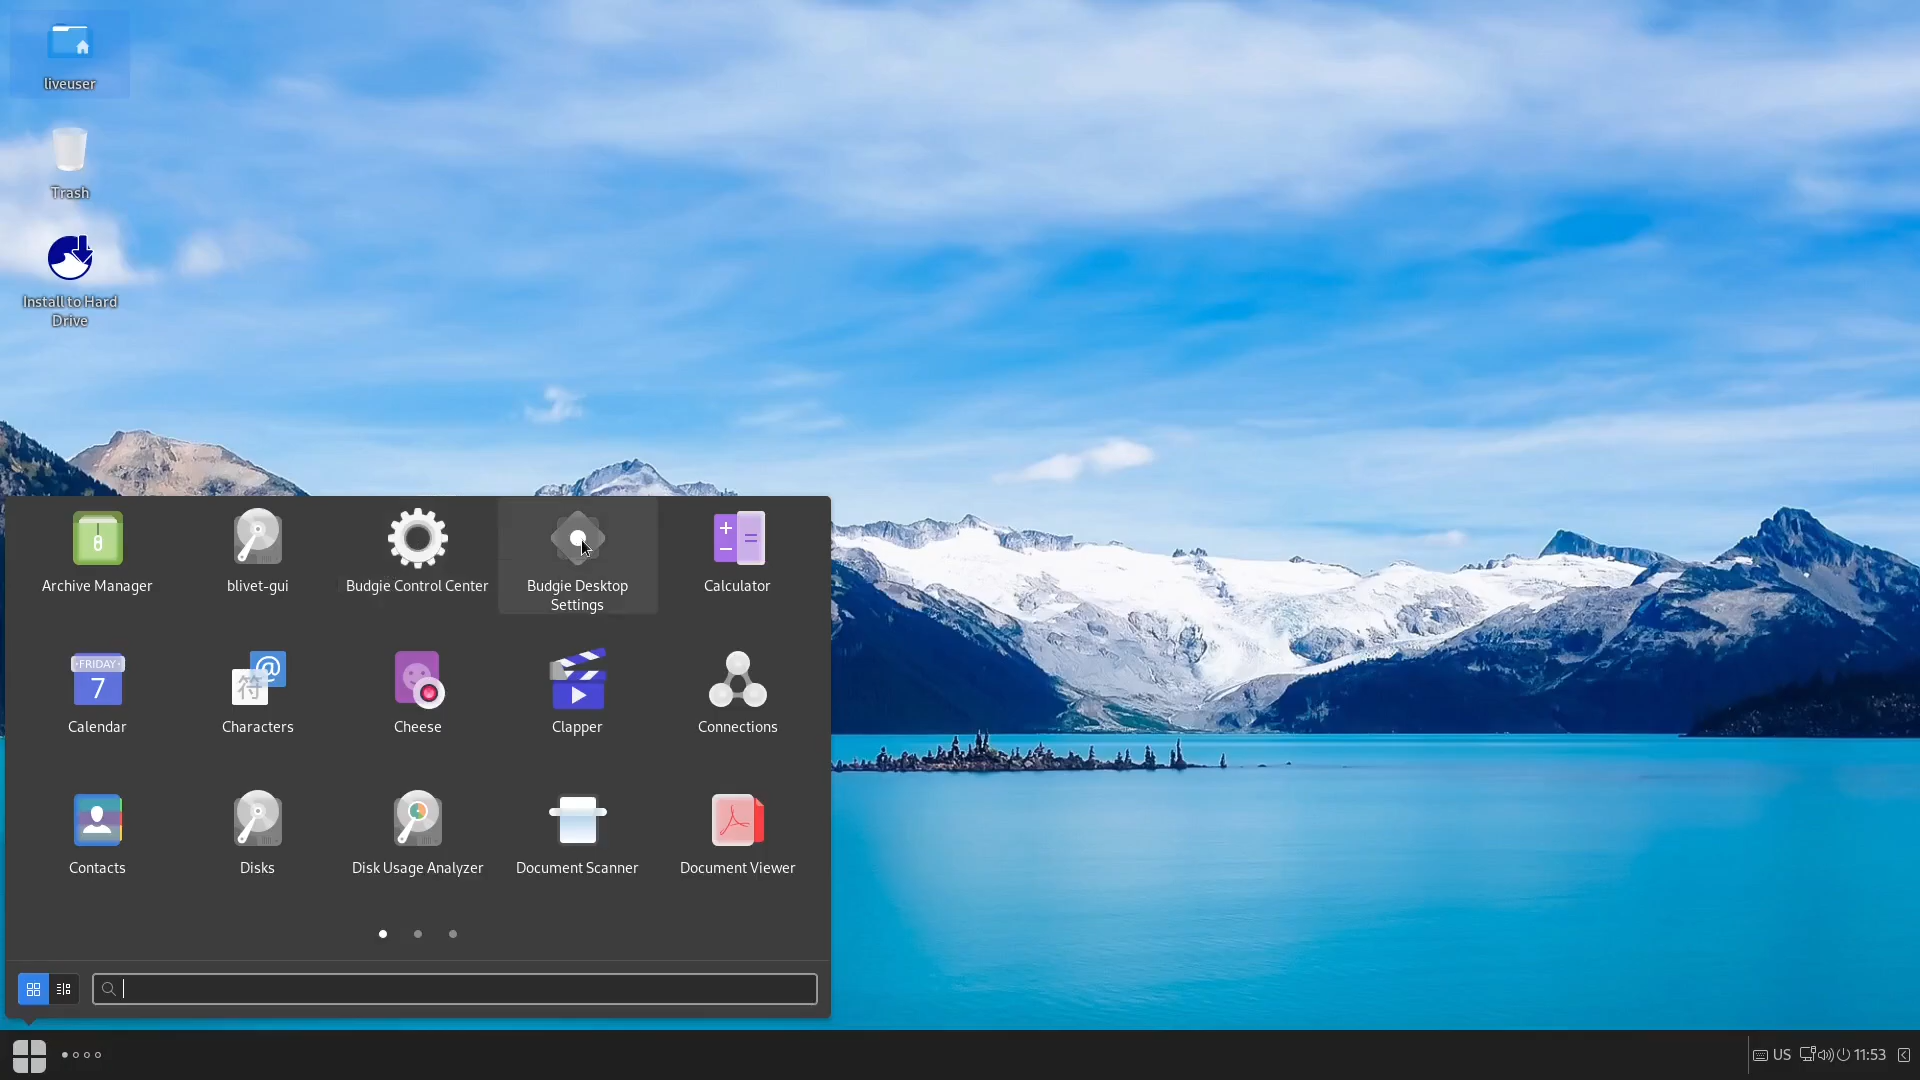 liveuser
Trash
Install to Hard
Drive
Archive Manager
blivet-gui
Budgie Control Center
Budgie Desktop
Settings
Calculator
FRIDAY
7
Calendar
@
符
Characters
Cheese
Clapper
Connections
Contacts
Disks
Disk Usage Analyzer
Document Scanner
Document Viewer
US
11:53